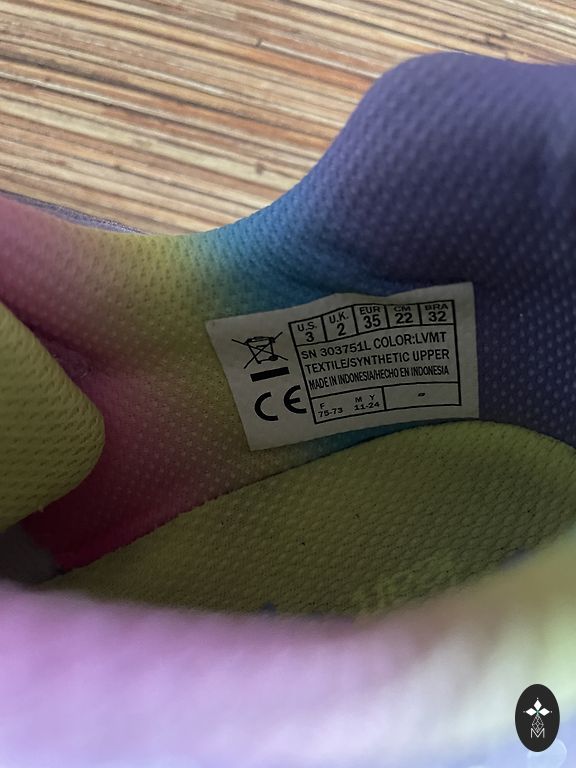 U.S. U.K. EUR CM BRA
3 2 35 22 32
SN 303751L COLOR:LVMT
TEXTILE/SYNTHETIC UPPER
MADE IN INDONESIA/HECHO EN INDONESIA
F M Y
75-73 11-24
CE
M